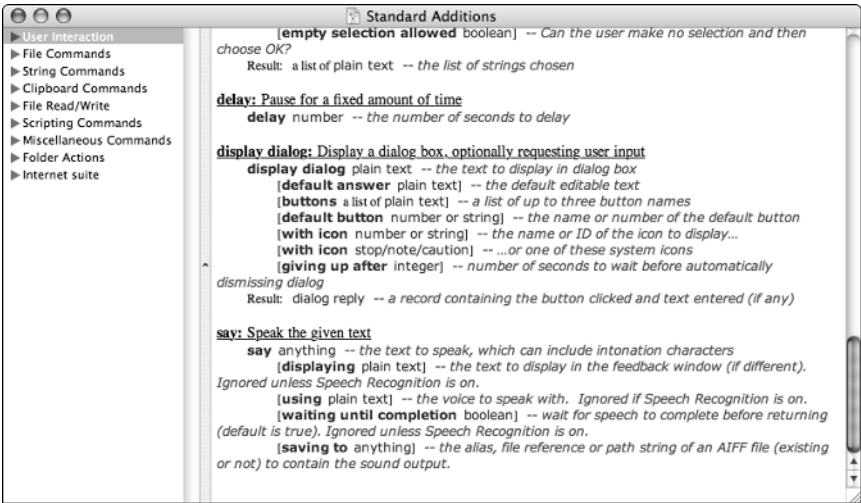 Standard Additions
▶User Interaction
▶File Commands
▶String Commands
▶Clipboard Commands
▶File Read/Write
▶Scripting Commands
▶Miscellaneous Commands
▶Folder Actions
▶Internet suite
[empty selection allowed boolean] -- Can the user make no selection and then
choose OK?
Result: a list of plain text -- the list of strings chosen
delay: Pause for a fixed amount of time
delay number -- the number of seconds to delay
display dialog: Display a dialog box, optionally requesting user input
display dialog plain text -- the text to display in dialog box
[default answer plain text] -- the default editable text
[buttons a list of plain text] -- a list of up to three button names
[default button number or string] -- the name or number of the default button
[with icon number or string] -- the name or ID of the icon to display...
[with icon stop/note/caution] -- ...or one of these system icons
[giving up after integer] -- number of seconds to wait before automatically
dismissing dialog
Result: dialog reply -- a record containing the button clicked and text entered (if any)
say: Speak the given text
say anything -- the text to speak, which can include intonation characters
[displaying plain text] -- the text to display in the feedback window (if different).
Ignored unless Speech Recognition is on.
[using plain text] -- the voice to speak with. Ignored if Speech Recognition is on.
[waiting until completion boolean] -- wait for speech to complete before returning
(default is true). Ignored unless Speech Recognition is on.
[saving to anything] -- the alias, file reference or path string of an AIFF file (existing
or not) to contain the sound output.